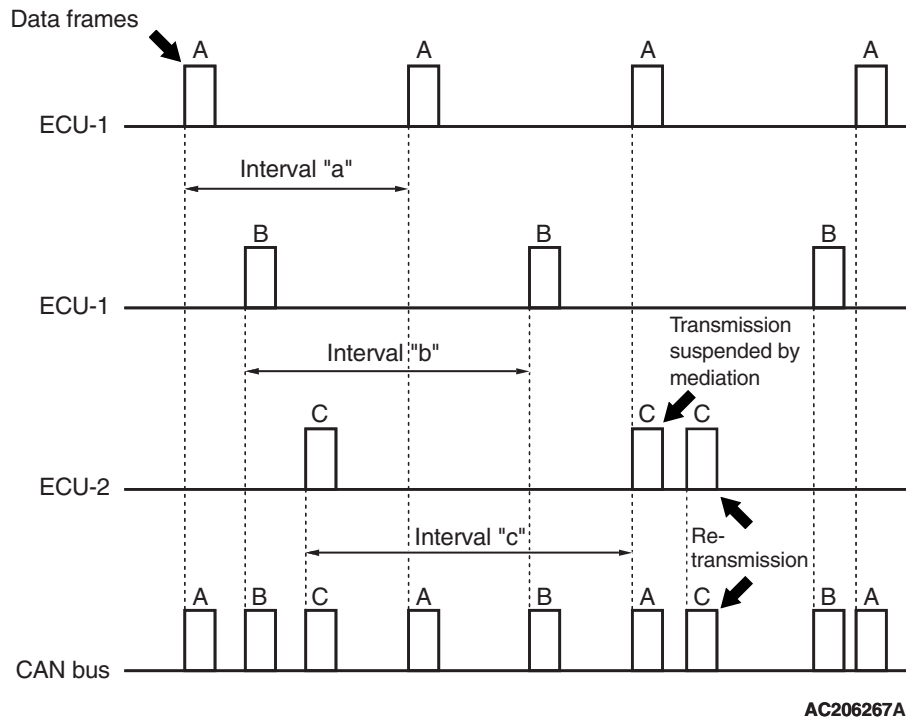 Data frames
A A A A
ECU-1
Interval "a"
B B B
ECU-1
Transmission
suspended by
mediation
Interval "b"
C C C
ECU-2
Interval "c"
Re-
transmission
A B C A B A C B A
CAN bus
AC206267A